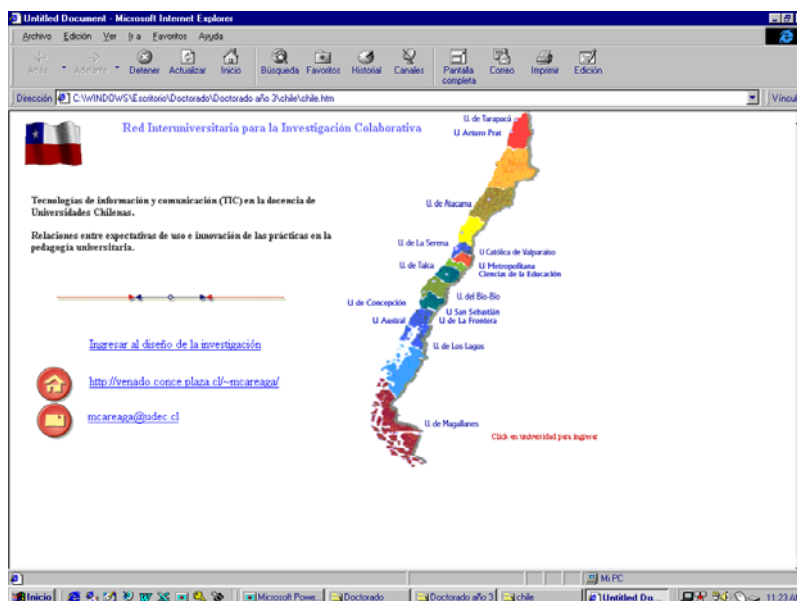 Untitled Document - Microsoft Internet Explorer
Archivo Edición Ver Ir a Favoritos Ayuda
Atrás Adelante Detener Actualizar Inicio Búsqueda Favoritos Historial Canales Pantalla completa Correo Imprimir Edición
Dirección C:\WINDOWS\Escritorio\Doctorado\Doctorado año 3\chile\chile.htm Víncul
Red Interuniversitaria para la Investigación Colaborativa
U. de Tarapacá
U Arturo Prat
Tecnologías de información y comunicación (TIC) en la docencia de
Universidades Chilenas.
Relaciones entre expectativas de uso e innovación de las prácticas en la
pedagogía universitaria.
U. de Atacama
U. de La Serena
U Católica de Valparaíso
U. de Talca
U Metropolitana
Ciencias de la Educación
U. del Bío-Bío
U de Concepción
U San Sebastián
U Austral
U de La Frontera
U. de Los Lagos
Ingresar al diseño de la investigación
http://venado.conce.plaza.cl/~mcareaga/
mcareaga@udec.cl
U. de Magallanes
Click en universidad para ingresar
Mi PC
Inicio Microsoft Powe... Doctorado Doctorado año 3 chile Untitled Do... 11:23 AM